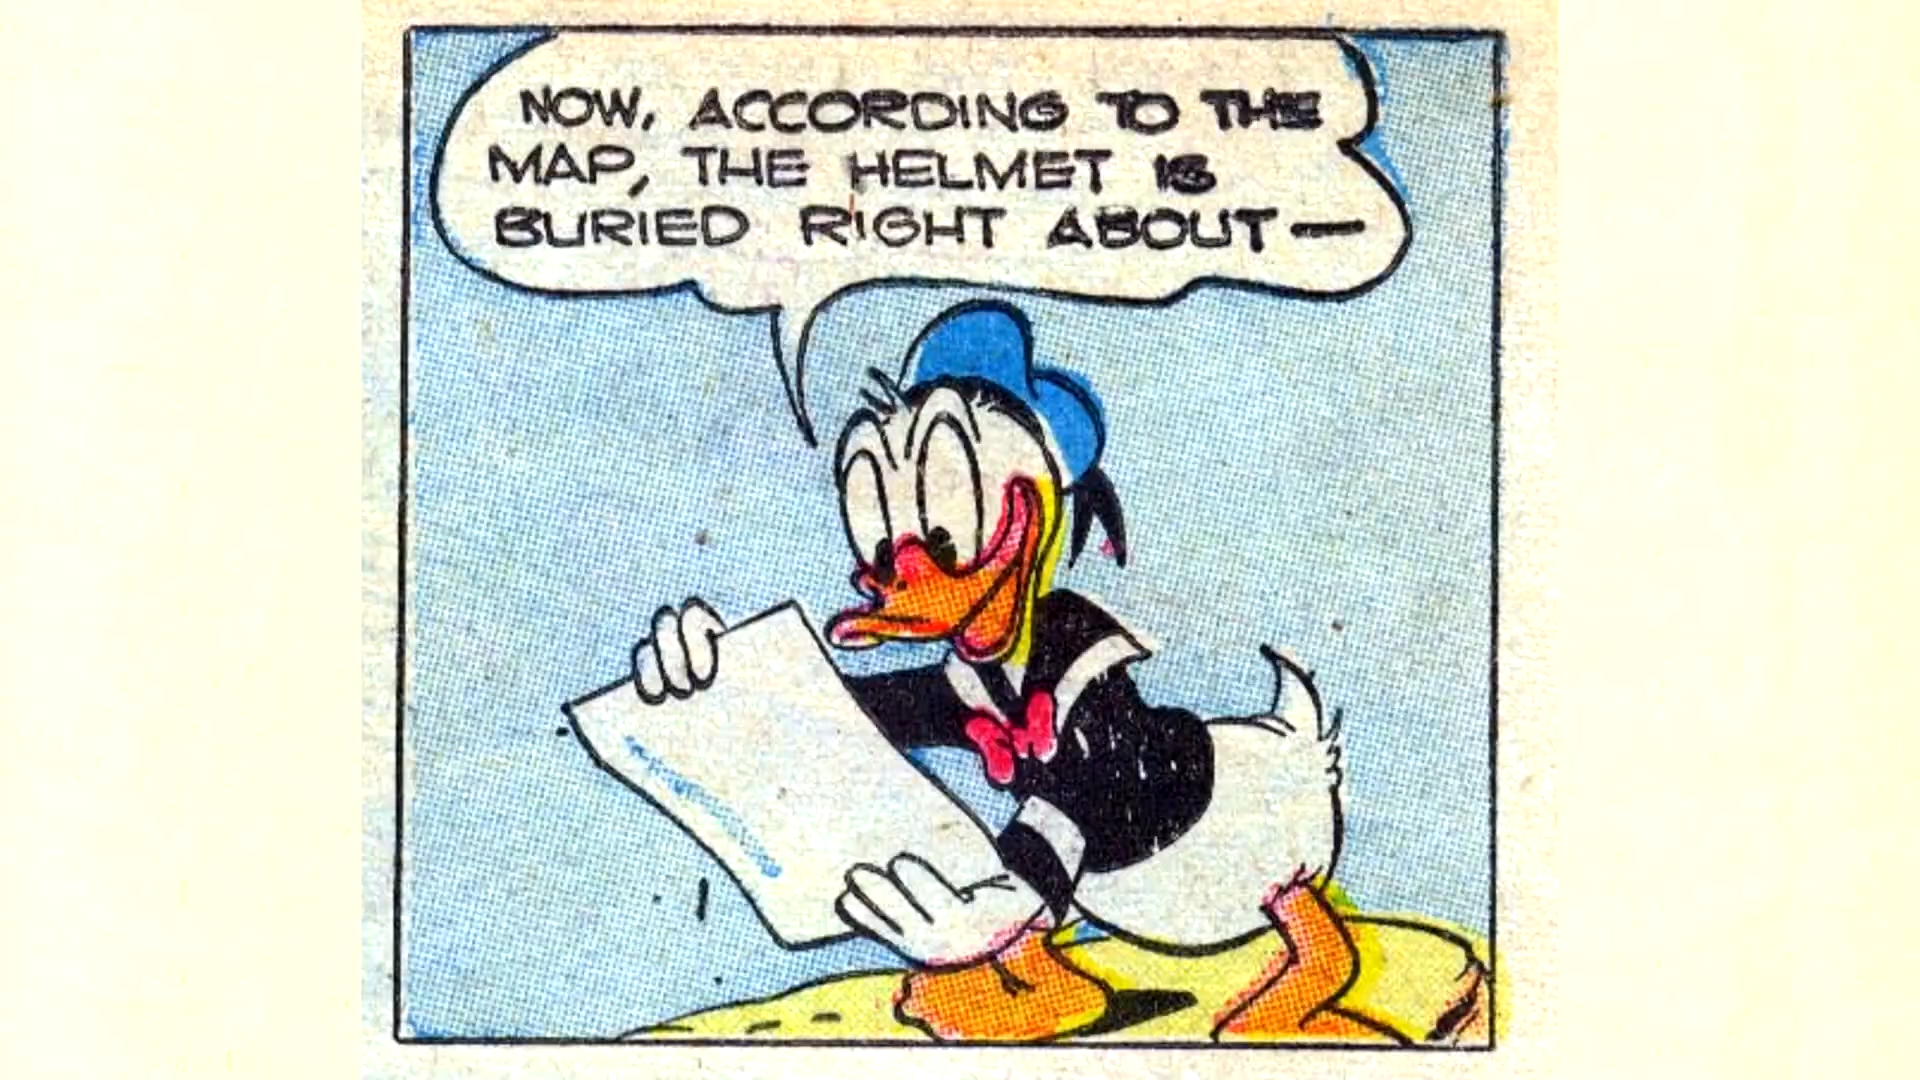 NOW, ACCORDING TO THE
MAP, THE HELMET IS
BURIED RIGHT ABOUT—